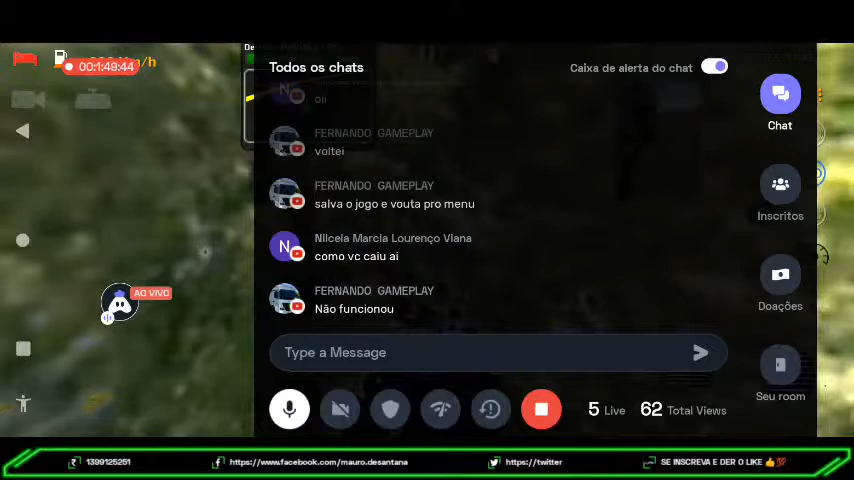 00:1:49:44
/h
De
Todos os chats
Caixa de alerta do chat
N
oii
FERNANDO GAMEPLAY
voltei
FERNANDO GAMEPLAY
salva o jogo e vouta pro menu
N
Nilceia Marcia Lourenço Viana
como vc caiu ai
FERNANDO GAMEPLAY
Não funcionou
Type a Message
5 Live
62 Total Views
Chat
Inscritos
Doações
Seu room
AO VIVO
1399125251
https://www.facebook.com/mauro.desantana
https://twitter
SE INSCREVA E DER O LIKE 👍💯